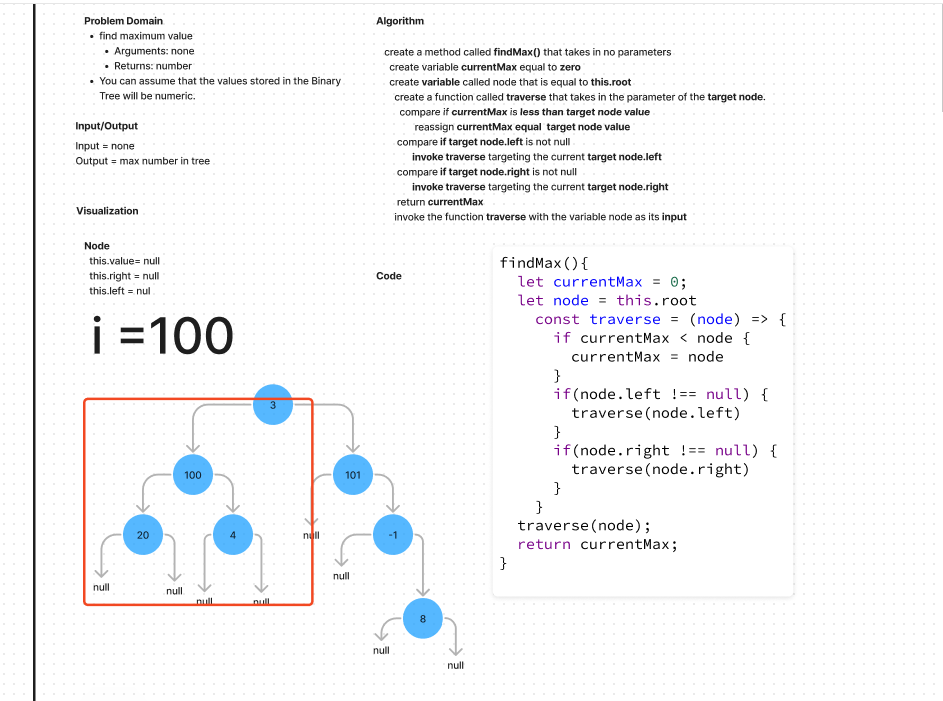 Problem Domain
• find maximum value
• Arguments: none
• Returns: number
• You can assume that the values stored in the Binary
Tree will be numeric.
Input/Output
Input = none
Output = max number in tree
Visualization
Node
this.value= null
this.right = null
this.left = nul
i =100
3
100
101
20
4
null
-1
null
null
null
null
null
8
null
null
Algorithm
create a method called findMax() that takes in no parameters
create variable currentMax equal to zero
create variable called node that is equal to this.root
create a function called traverse that takes in the parameter of the target node.
compare if currentMax is less than target node value
reassign currentMax equal  target node value
compare if target node.left is not null
invoke traverse targeting the current target node.left
compare if target node.right is not null
invoke traverse targeting the current target node.right
return currentMax
invoke the function traverse with the variable node as its input
Code
findMax(){
  let currentMax = 0;
  let node = this.root
    const traverse = (node) => {
      if currentMax < node {
        currentMax = node
      }
      if(node.left !== null) {
        traverse(node.left)
      }
      if(node.right !== null) {
        traverse(node.right)
      }
    }
  traverse(node);
  return currentMax;
}